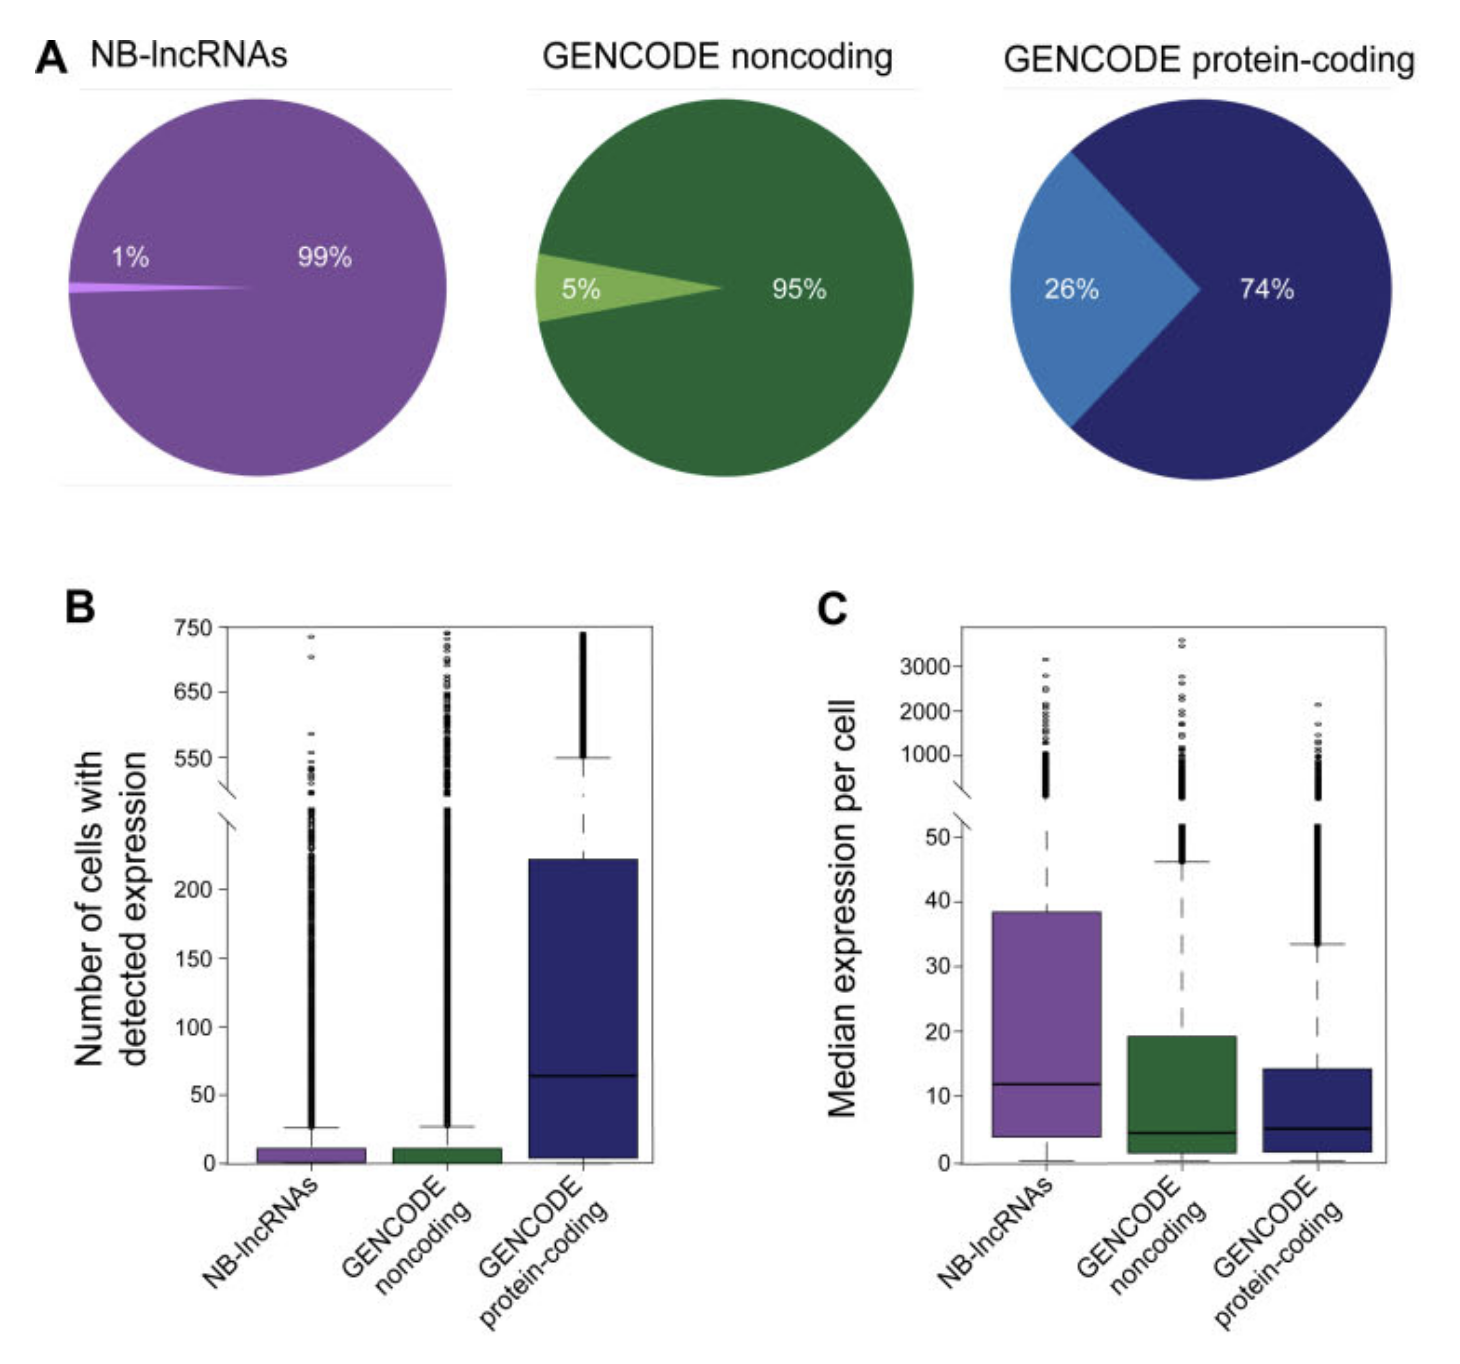 A NB-lncRNAs GENCODE noncoding GENCODE protein-coding
1% 99% 5% 95% 26% 74%
B
Number of cells with
detected expression
750
650
550
200
150
100
50
0
NB-lncRNAs
GENCODE
noncoding
GENCODE
protein-coding
C
Median expression per cell
3000
2000
1000
50
40
30
20
10
0
NB-lncRNAs
GENCODE
noncoding
GENCODE
protein-coding